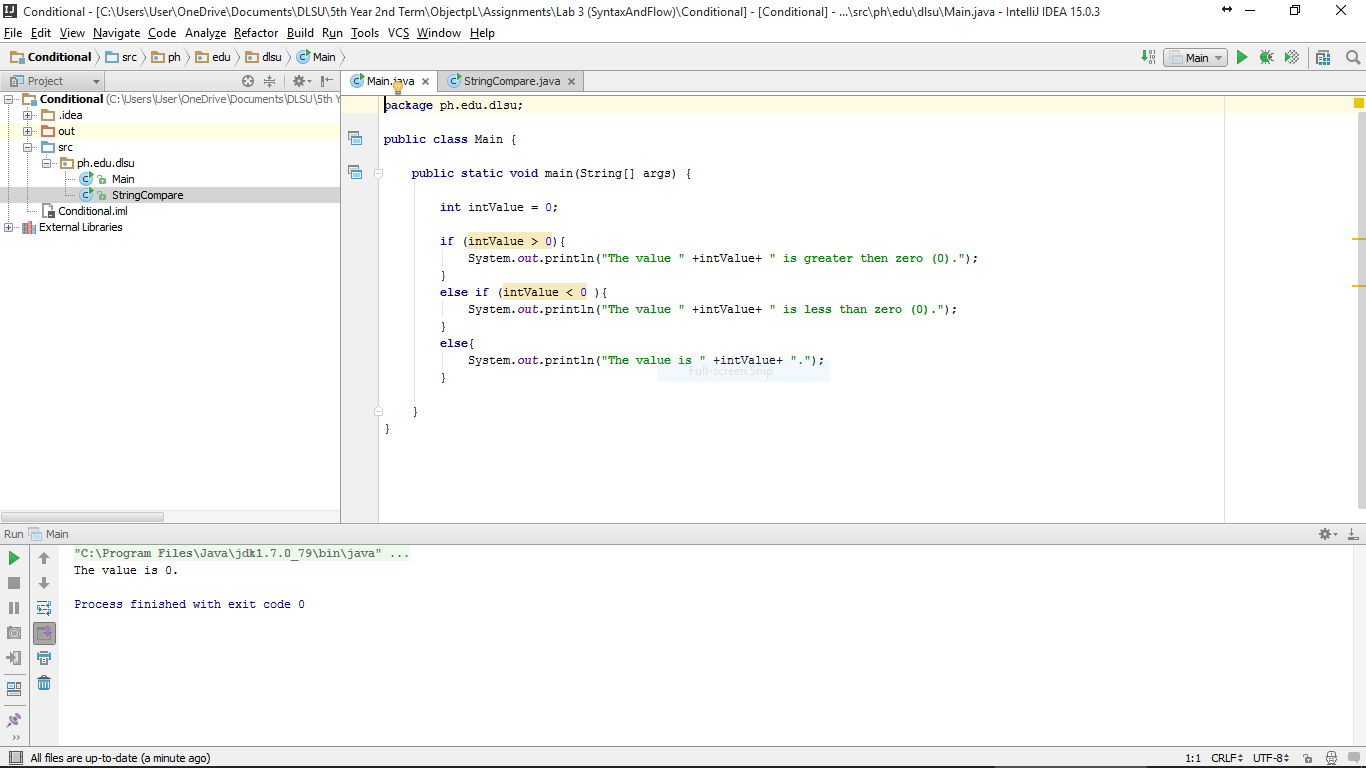 Conditional - [C:\Users\User\OneDrive\Documents\DLSU\5th Year 2nd Term\ObjectpL\Assignments\Lab 3 (SyntaxAndFlow)\Conditional] - [Conditional] - ...\src\ph\edu\dlsu\Main.java - IntelliJ IDEA 15.0.3
File Edit View Navigate Code Analyze Refactor Build Run Tools VCS Window Help
Conditional src ph edu dlsu Main
Main
Project
Main.java StringCompare.java
Conditional (C:\Users\User\OneDrive\Documents\DLSU\5th Y
.idea
out
src
ph.edu.dlsu
Main
StringCompare
Conditional.iml
External Libraries
package ph.edu.dlsu;
public class Main {
public static void main(String[] args) {
int intValue = 0;
if (intValue > 0){
System.out.println("The value " +intValue+ " is greater then zero (0).");
}
else if (intValue < 0 ){
System.out.println("The value " +intValue+ " is less than zero (0).");
}
else{
System.out.println("The value is " +intValue+ ".");
Full-screen Snip
}
}
}
Run Main
"C:\Program Files\Java\jdk1.7.0_79\bin\java" ...
The value is 0.
Process finished with exit code 0
All files are up-to-date (a minute ago)
1:1 CRLF UTF-8